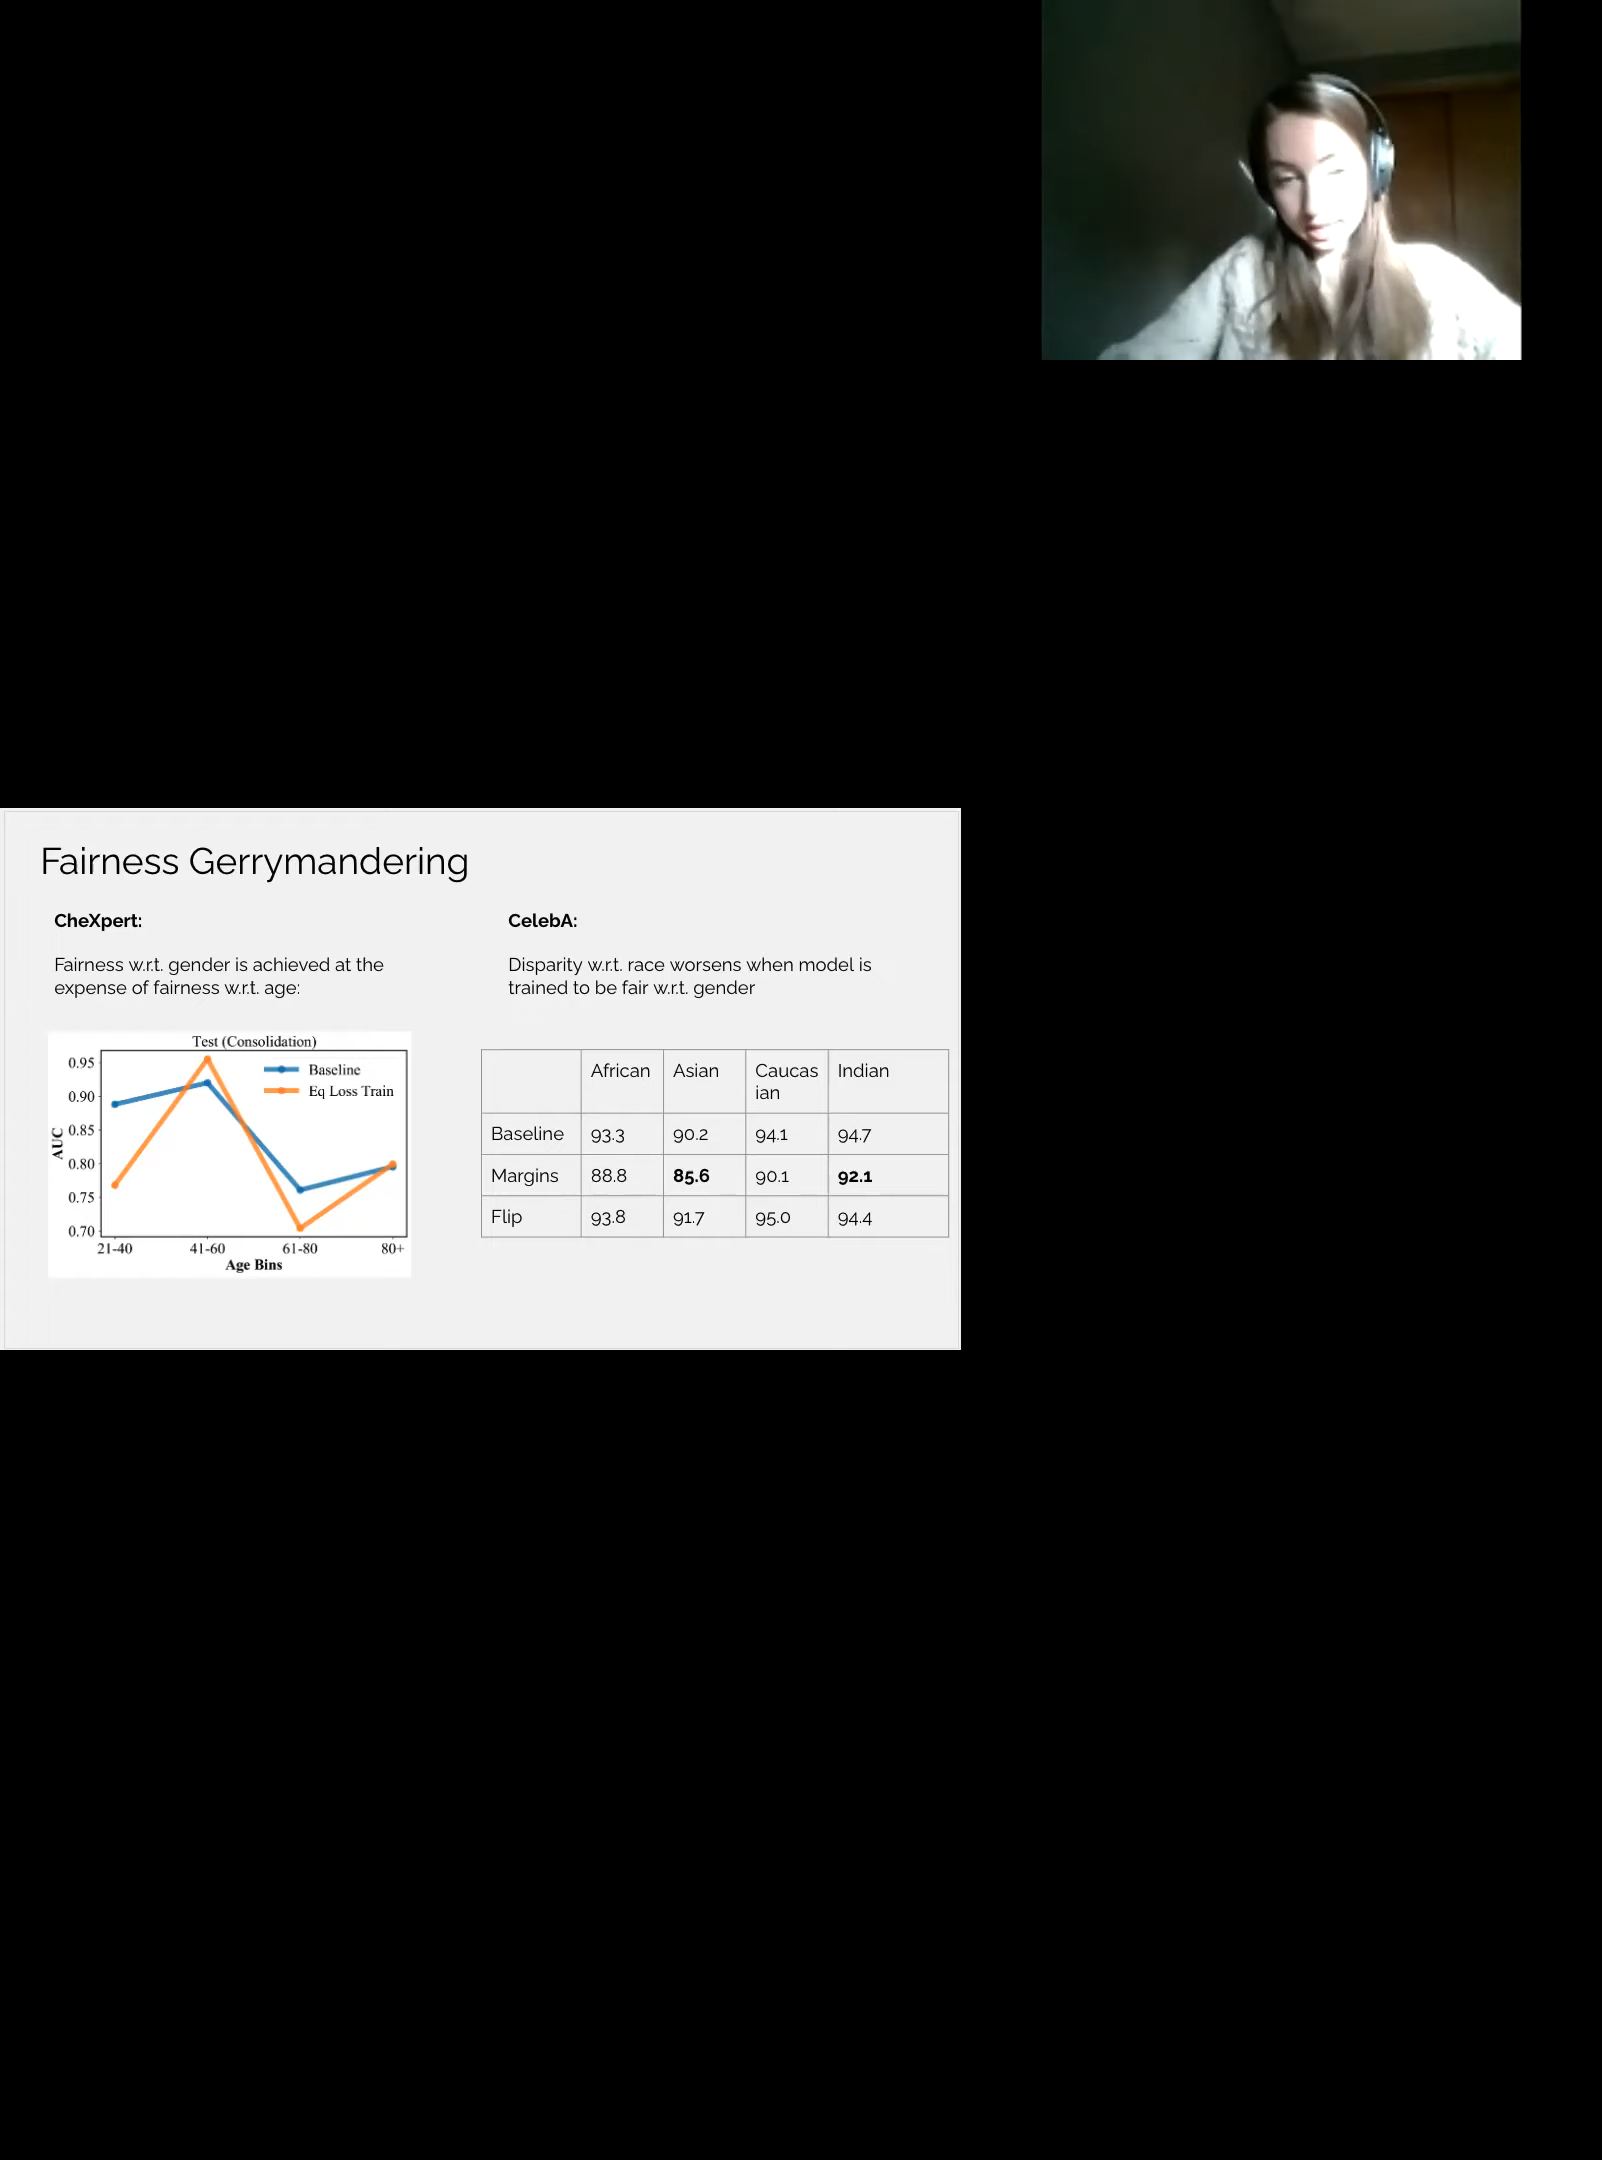 Fairness Gerrymandering
CheXpert:
Fairness w.r.t. gender is achieved at the
expense of fairness w.r.t. age:
Test (Consolidation)
0.95
0.90
0.85
0.80
0.75
0.70
AUC
Baseline
Eq Loss Train
21-40 41-60 61-80 80+
Age Bins
CelebA:
Disparity w.r.t. race worsens when model is
trained to be fair w.r.t. gender
African Asian Caucas Indian
ian
Baseline 93.3 90.2 94.1 94.7
Margins 88.8 85.6 90.1 92.1
Flip 93.8 91.7 95.0 94.4